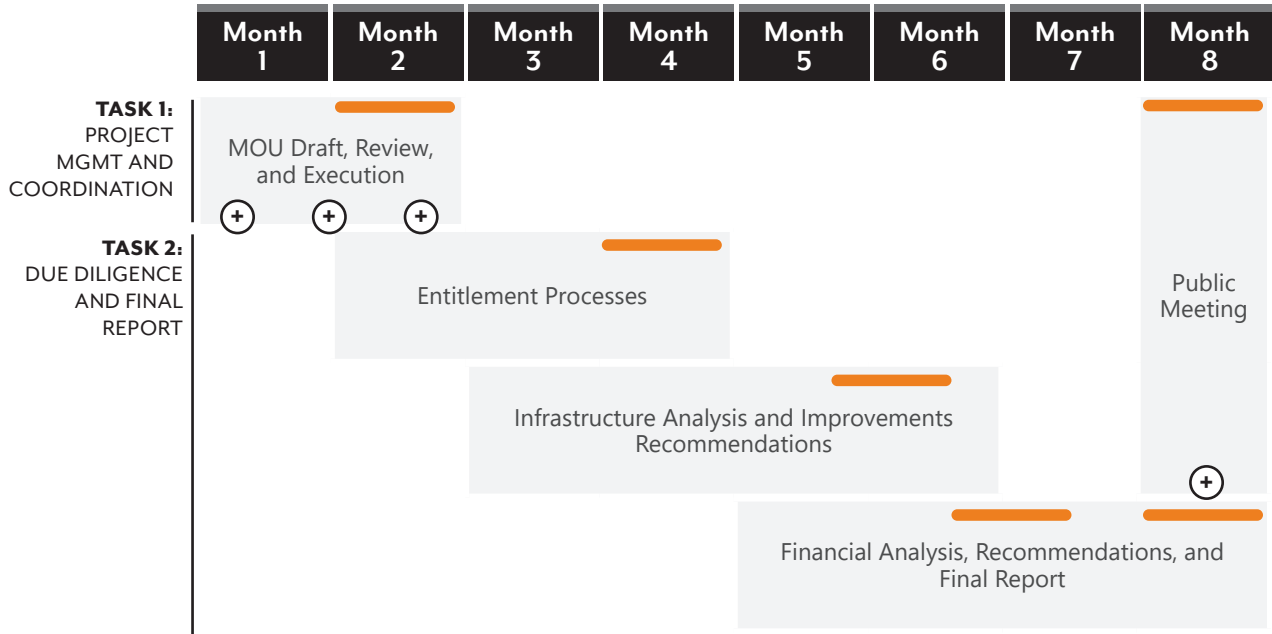 Month
1
Month
2
Month
3
Month
4
Month
5
Month
6
Month
7
Month
8
TASK 1:
PROJECT
MGMT AND
COORDINATION
MOU Draft, Review,
and Execution
+
+
+
TASK 2:
DUE DILIGENCE
AND FINAL
REPORT
Entitlement Processes
Public
Meeting
Infrastructure Analysis and Improvements
Recommendations
+
Financial Analysis, Recommendations, and
Final Report